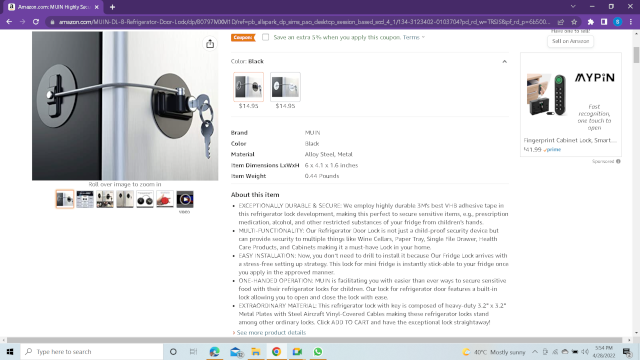 Amazon.com: MUIN Highly Secu
amazon.com/MUIN-DL-8-Refrigerator-Door-Lock/dp/B0797WXM1D/
Coupon Save an extra 5% when you apply this coupon. Terms
Have one to sell?
Sell on Amazon
Color: Black
$14.95 $14.95
Brand MUIN
Color Black
Material Alloy Steel, Metal
Item Dimensions LxWxH 6 x 4.1 x 1.6 inches
Item Weight 0.44 Pounds
MYPIN
Fast
recognition,
one touch to
open
Fingerprint Cabinet Lock, Smart...
$41.99 prime
Sponsored
Roll over image to zoom in
VIDEO
About this item
EXCEPTIONALLY DURABLE & SECURE: We employ highly durable 3M's best VHB adhesive tape in
this refrigerator lock development, making this perfect to secure sensitive items, e.g., prescription
medication, alcohol, and other restricted substances of your fridge from children's hands.
MULTI-FUNCTIONALITY: Our Refrigerator Door Lock is not just a child-proof security device but
can provide security to multiple things like Wine Cellars, Paper Tray, Single File Drawer, Health
Care Products, and Cabinets making it a must-have Lock in your home.
EASY INSTALLATION: Now, you don't need to drill to install it because Our Fridge Lock arrives with
a stress-free setting up strategy. This lock for mini fridge is instantly stick-able to your fridge once
you apply in the approved manner.
ONE-HANDED OPERATION: MUIN is facilitating you with easier than ever ways to secure sensitive
food with their refrigerator locks for children. Our lock for refrigerator door features a built-in
lock allowing you to open and close the lock with ease.
EXTRAORDINARY MATERIAL: This refrigerator lock with key is composed of heavy-duty 3.2" x 3.2"
Metal Plates with Steel Aircraft Vinyl-Covered Cables making these refrigerator locks stand
among other ordinary locks. Click ADD TO CART and have the exceptional lock straightaway!
See more product details
Type here to search
40°F Mostly sunny
5:54 PM
4/28/2022